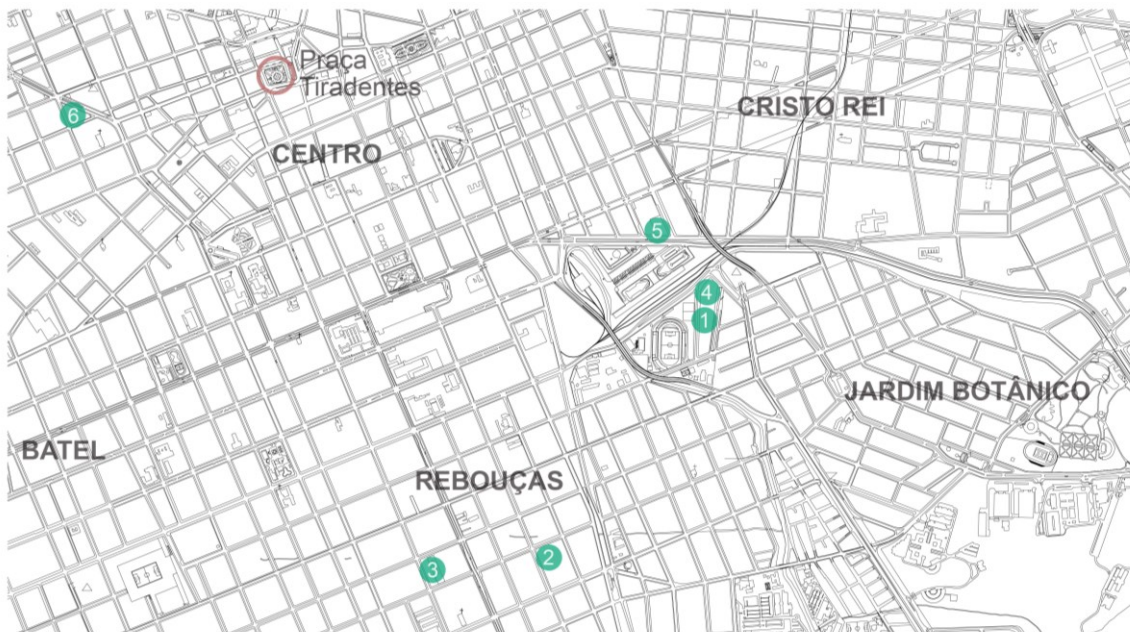 Praça
Tiradentes
6
CRISTO REI
CENTRO
5
4
1
JARDIM BOTÂNICO
BATEL
REBOUÇAS
2
3